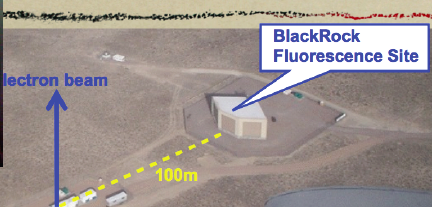 BlackRock
Fluorescence Site
lectron beam
100m